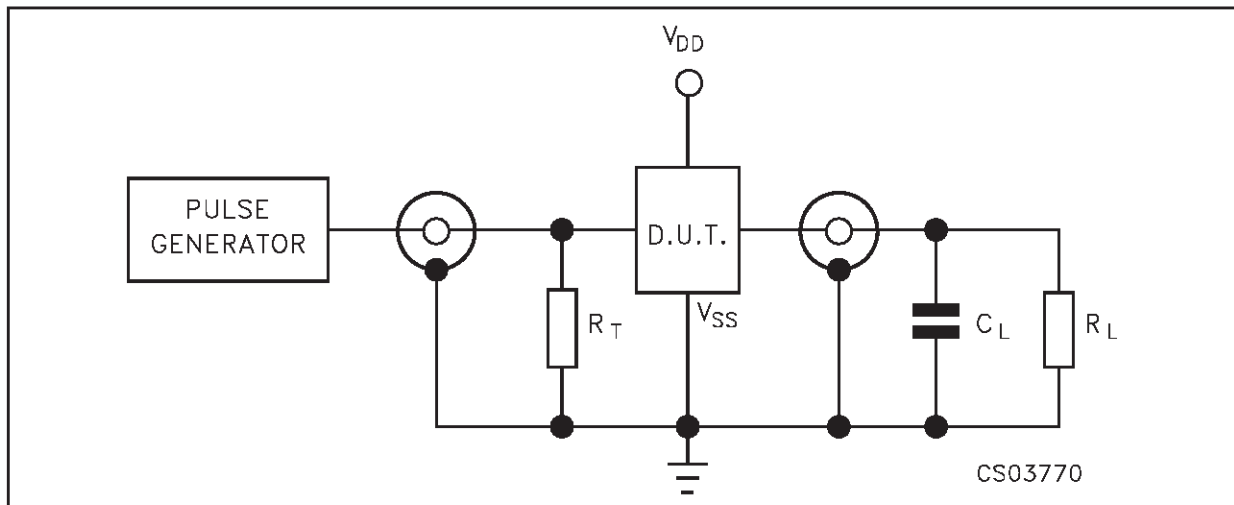 VDD
PULSE
GENERATOR
D.U.T.
VSS
RT
CL
RL
CS03770